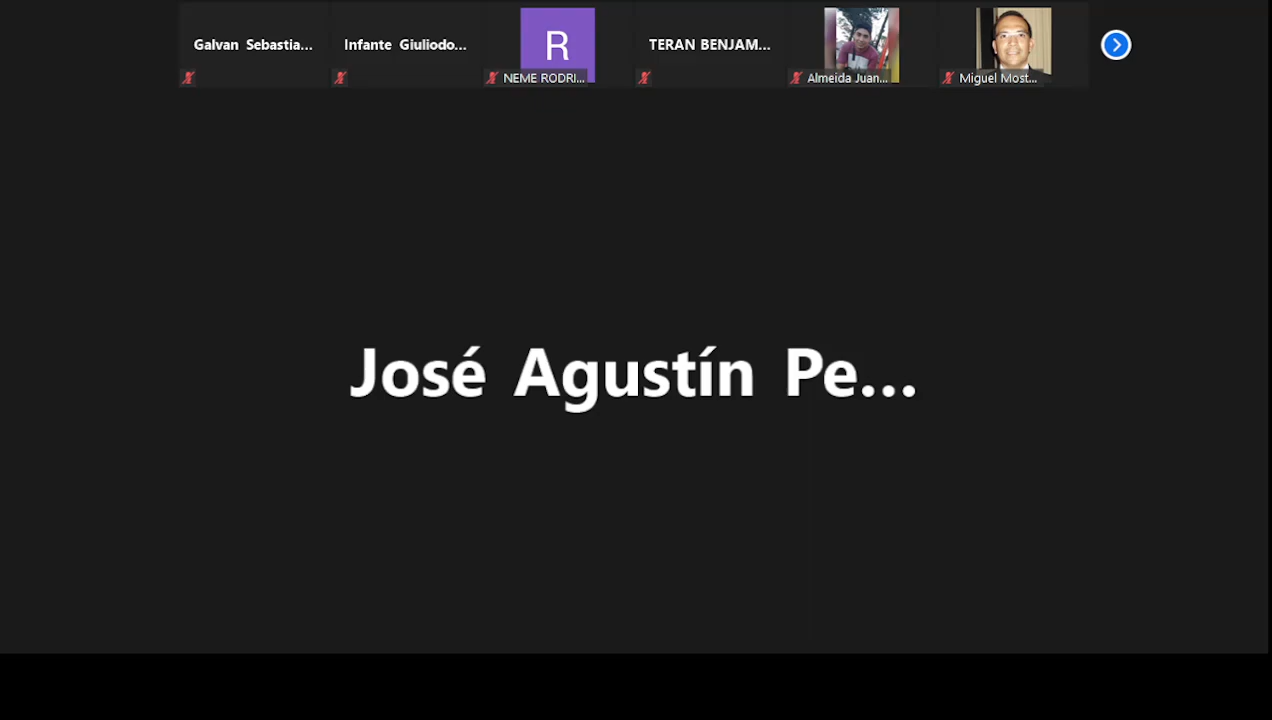 Galvan Sebastia...
Infante Giuliodo...
R
NEME RODRI...
TERAN BENJAM...
Almeida Juan...
Miguel Most...
José Agustín Pe...